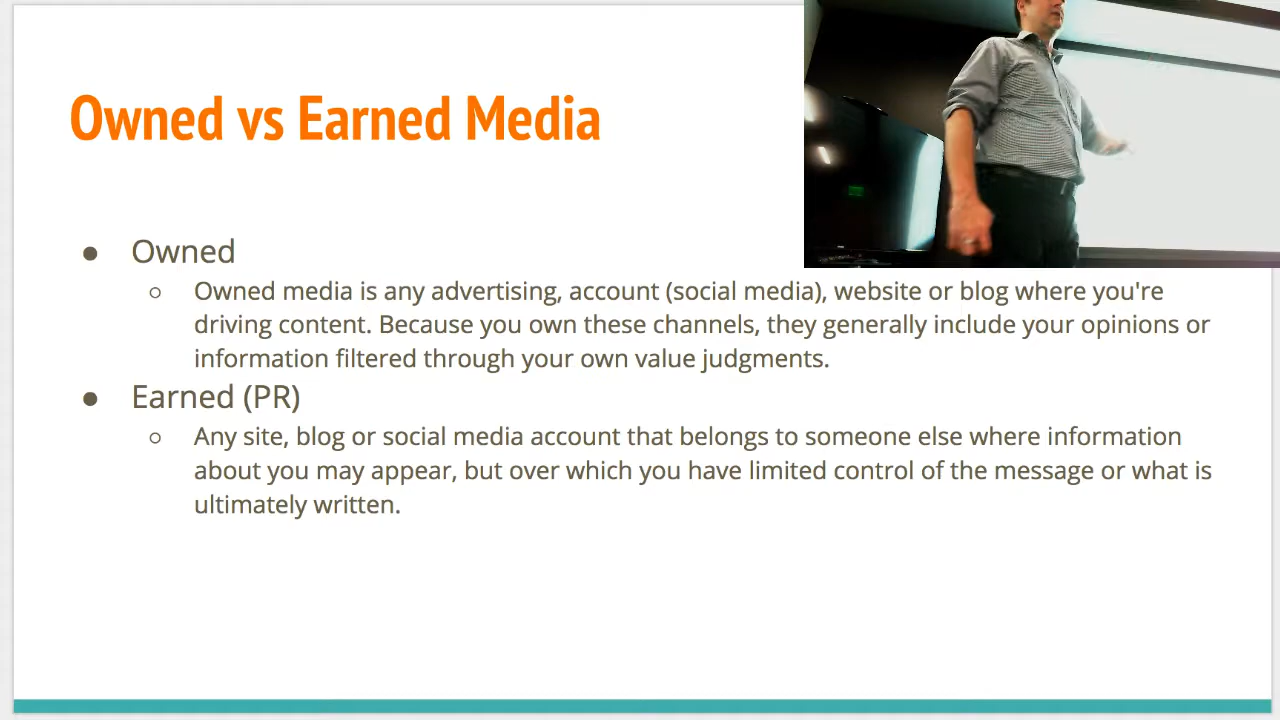 Owned vs Earned Media
● Owned
○ Owned media is any advertising, account (social media), website or blog where you're
driving content. Because you own these channels, they generally include your opinions or
information filtered through your own value judgments.
● Earned (PR)
○ Any site, blog or social media account that belongs to someone else where information
about you may appear, but over which you have limited control of the message or what is
ultimately written.